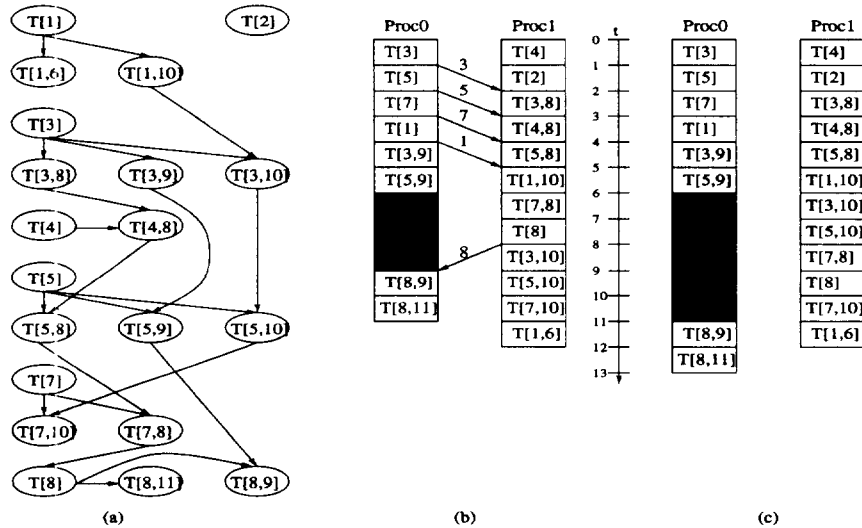 T[1]
T[2]
T[1,6]
T[1,10]
T[3]
T[3,8]
T[3,9]
T[3,10]
T[4]
T[4,8]
T[5]
T[5,8]
T[5,9]
T[5,10]
T[7]
T[7,10]
T[7,8]
T[8]
T[8,11]
T[8,9]
(a)
Proc0
T[3]
T[5]
T[7]
T[1]
T[3,9]
T[5,9]
T[8,9]
T[8,11]
3
5
7
1
8
Proc1
T[4]
T[2]
T[3,8]
T[4,8]
T[5,8]
T[1,10]
T[7,8]
T[8]
T[3,10]
T[5,10]
T[7,10]
T[1,6]
(b)
t
0
1
2
3
4
5
6
7
8
9
10
11
12
13
Proc0
T[3]
T[5]
T[7]
T[1]
T[3,9]
T[5,9]
T[8,9]
T[8,11]
Proc1
T[4]
T[2]
T[3,8]
T[4,8]
T[5,8]
T[1,10]
T[3,10]
T[5,10]
T[7,8]
T[8]
T[7,10]
T[1,6]
(c)